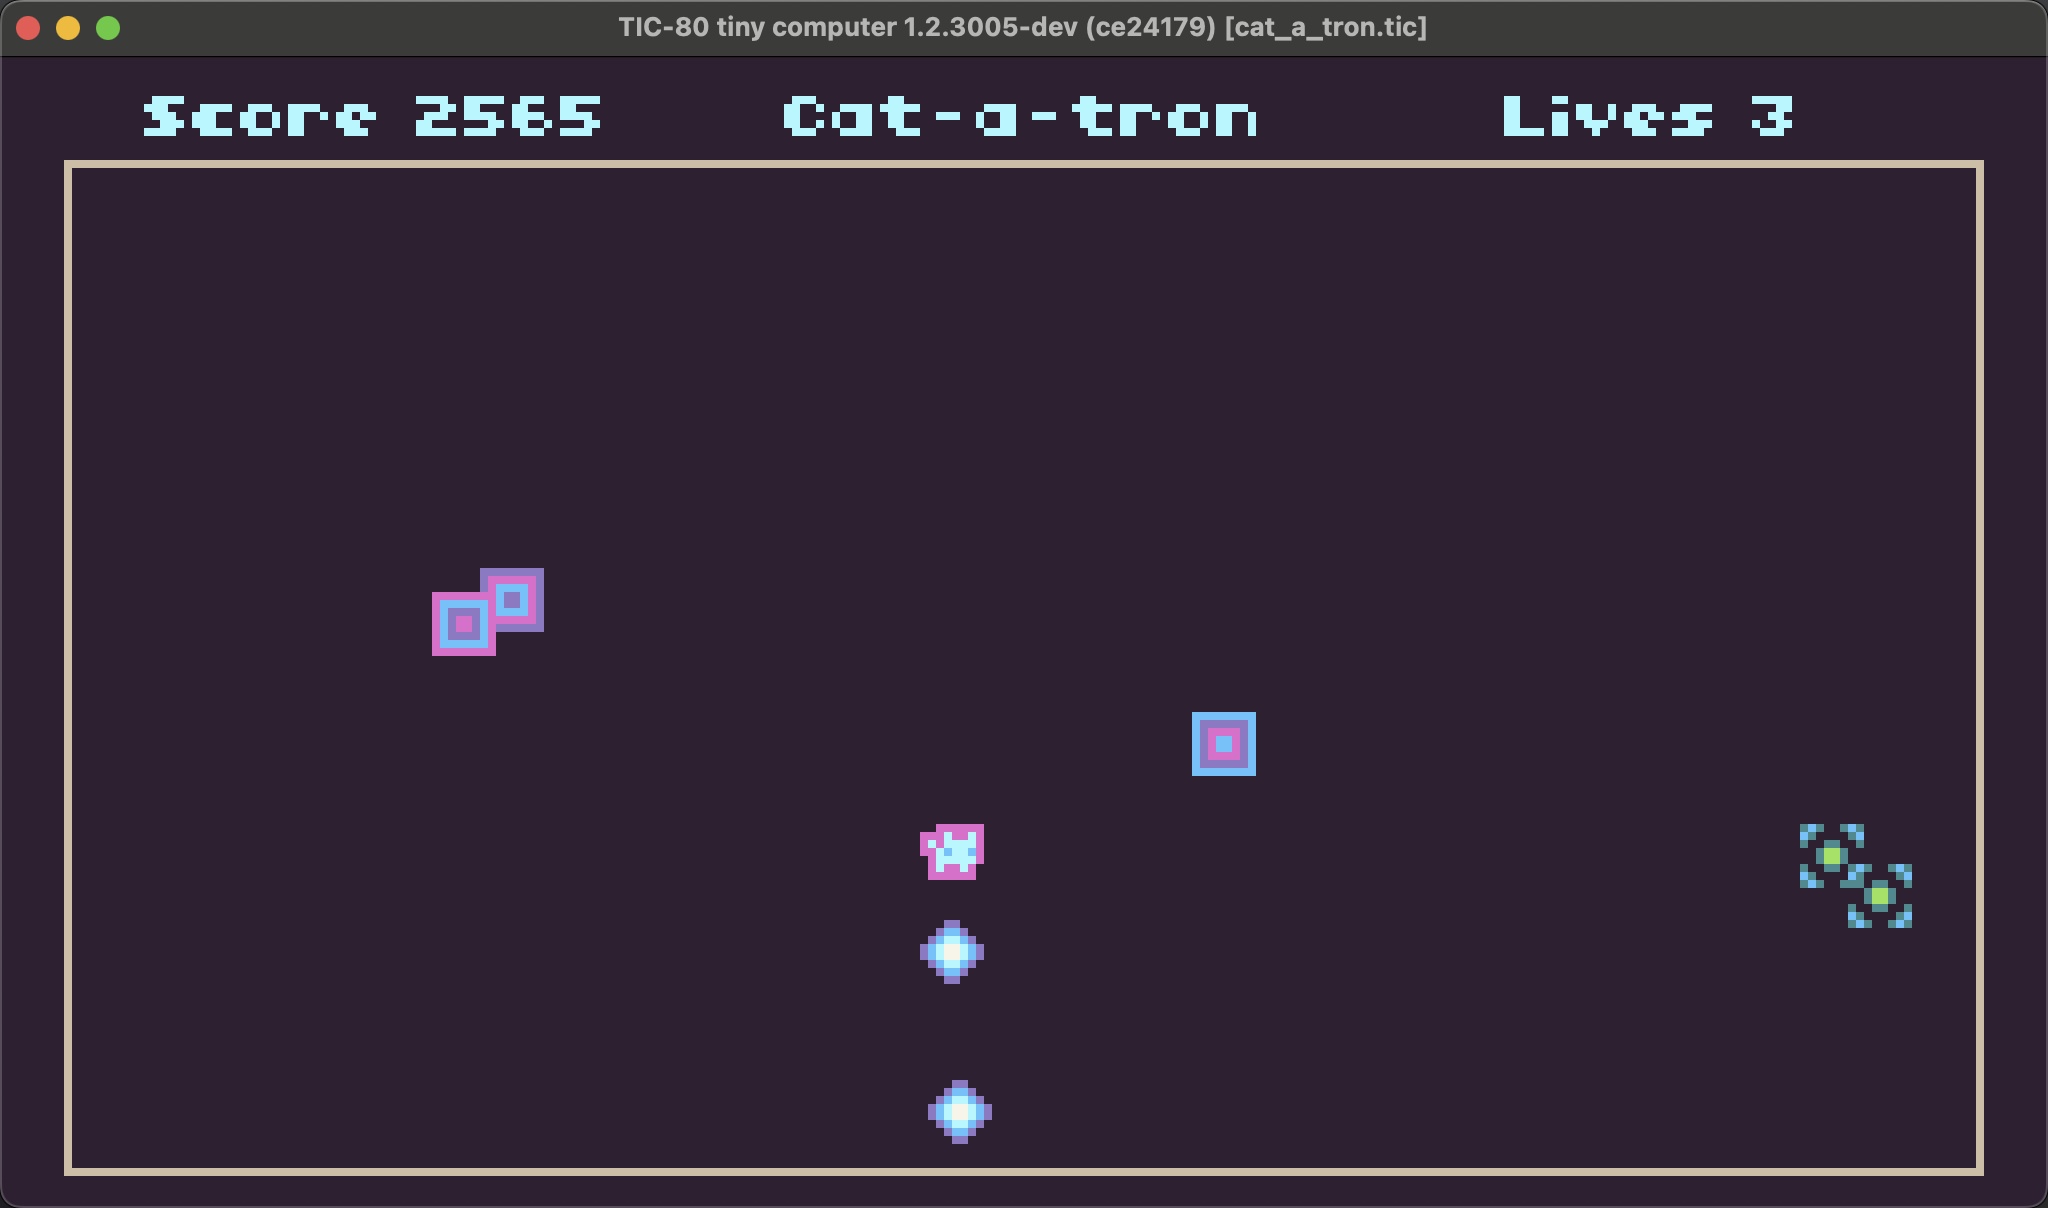 TIC-80 tiny computer 1.2.3005-dev (ce24179) [cat_a_tron.tic]
Score 2565 Cat-a-tron Lives 3